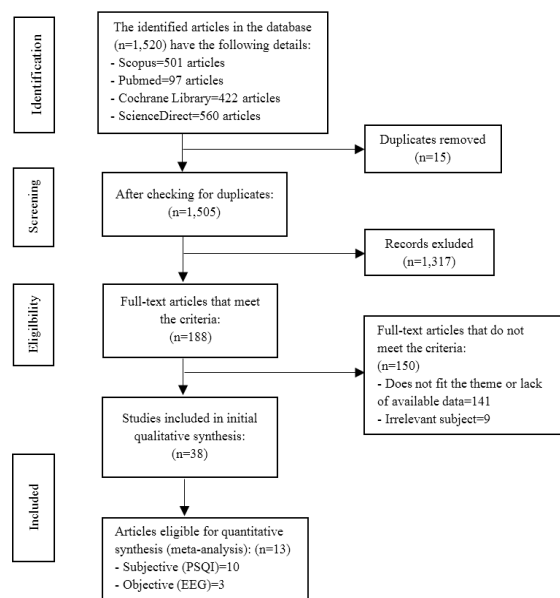 Identification
The identified articles in the database
(n=1,520) have the following details:
- Scopus=501 articles
- Pubmed=97 articles
- Cochrane Library=422 articles
- ScienceDirect=560 articles
Duplicates removed
(n=15)
Screening
After checking for duplicates:
(n=1,505)
Records exluded
(n=1,317)
Eligilbility
Full-text articles that meet
the criteria:
(n=188)
Full-text articles that do not
meet the criteria:
(n=150)
- Does not fit the theme or lack
of available data=141
- Irrelevant subject=9
Studies included in initial
qualitative synthesis:
(n=38)
Included
Articles eligible for quantitative
synthesis (meta-analysis): (n=13)
- Subjective (PSQI)=10
- Objective (EEG)=3